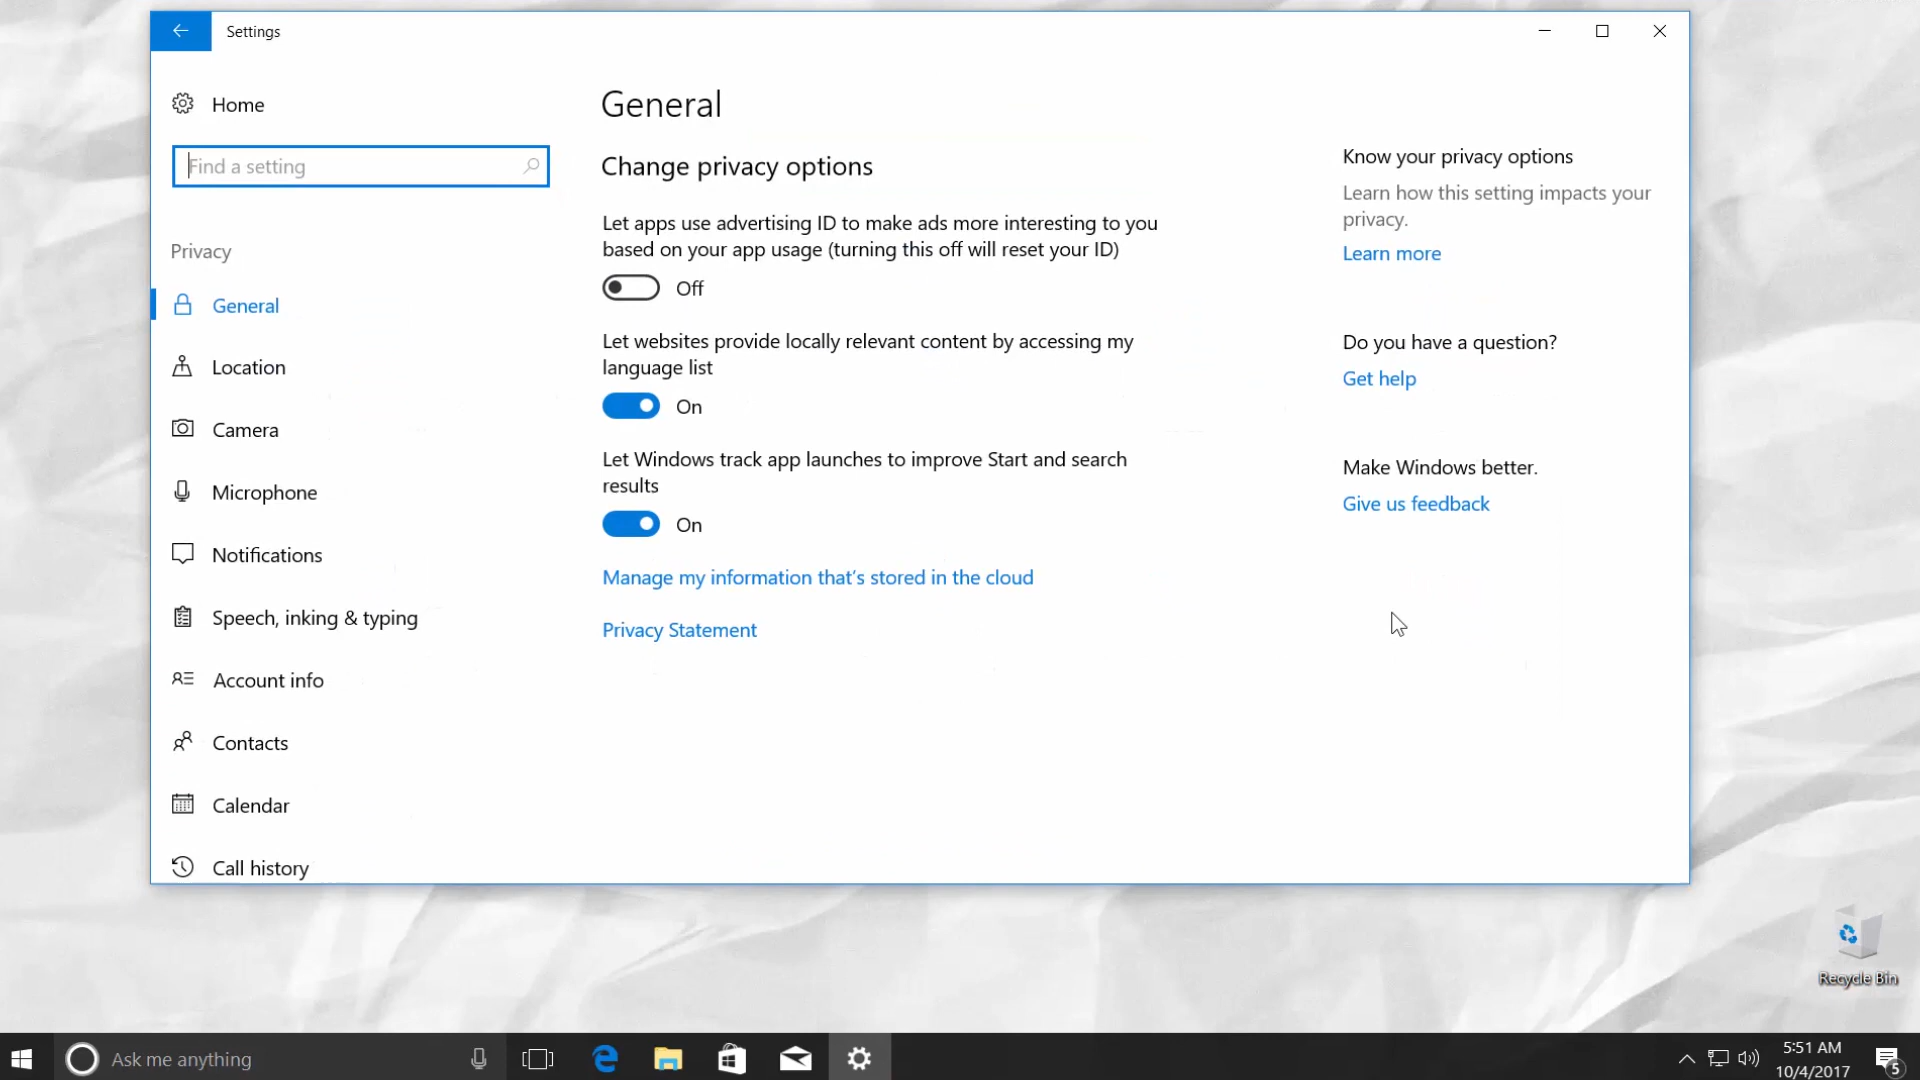 Settings
Home
Find a setting
Privacy
General
Location
Camera
Microphone
Notifications
Speech, inking & typing
Account info
Contacts
Calendar
Call history
General
Change privacy options
Let apps use advertising ID to make ads more interesting to you
based on your app usage (turning this off will reset your ID)
Off
Let websites provide locally relevant content by accessing my
language list
On
Let Windows track app launches to improve Start and search
results
On
Manage my information that's stored in the cloud
Privacy Statement
Know your privacy options
Learn how this setting impacts your
privacy.
Learn more
Do you have a question?
Get help
Make Windows better.
Give us feedback
Recycle Bin
Ask me anything
5:51 AM
10/4/2017
5